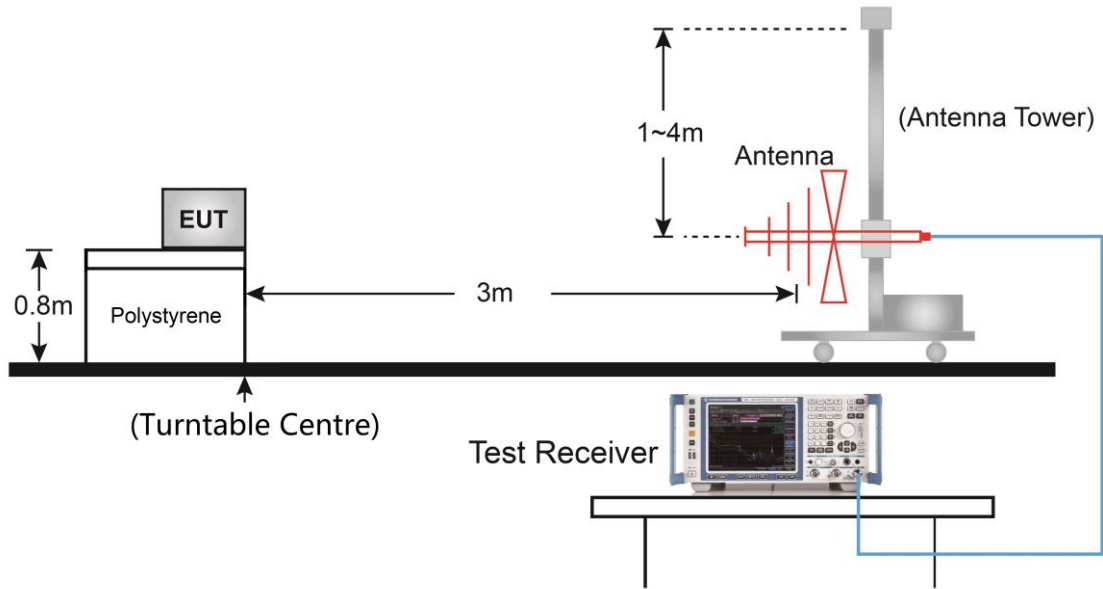 1~4m
(Antenna Tower)
Antenna
EUT
0.8m
Polystyrene
3m
(Turntable Centre)
Test Receiver